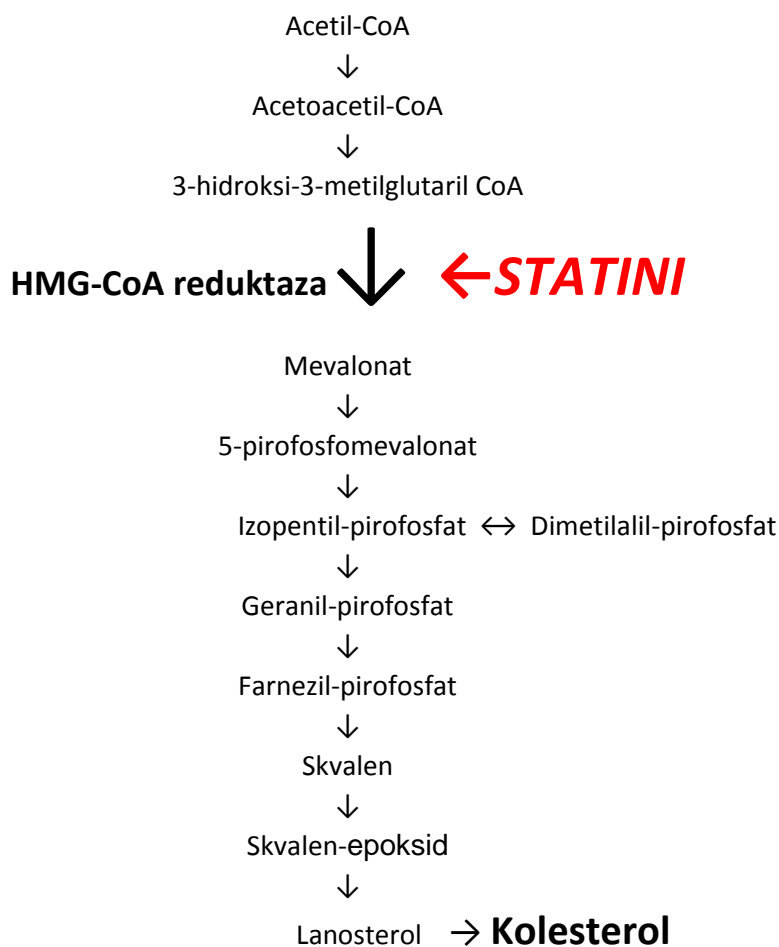 Acetil-CoA
↓
Acetoacetil-CoA
↓
3-hidroksi-3-metilglutaril CoA
HMG-CoA reduktaza ↓ ←STATINI
Mevalonat
↓
5-pirofosfomevalonat
↓
Izopentil-pirofosfat ↔ Dimetilalil-pirofosfat
↓
Geranil-pirofosfat
↓
Farnezil-pirofosfat
↓
Skvalen
↓
Skvalen-epoksid
↓
Lanosterol → Kolesterol